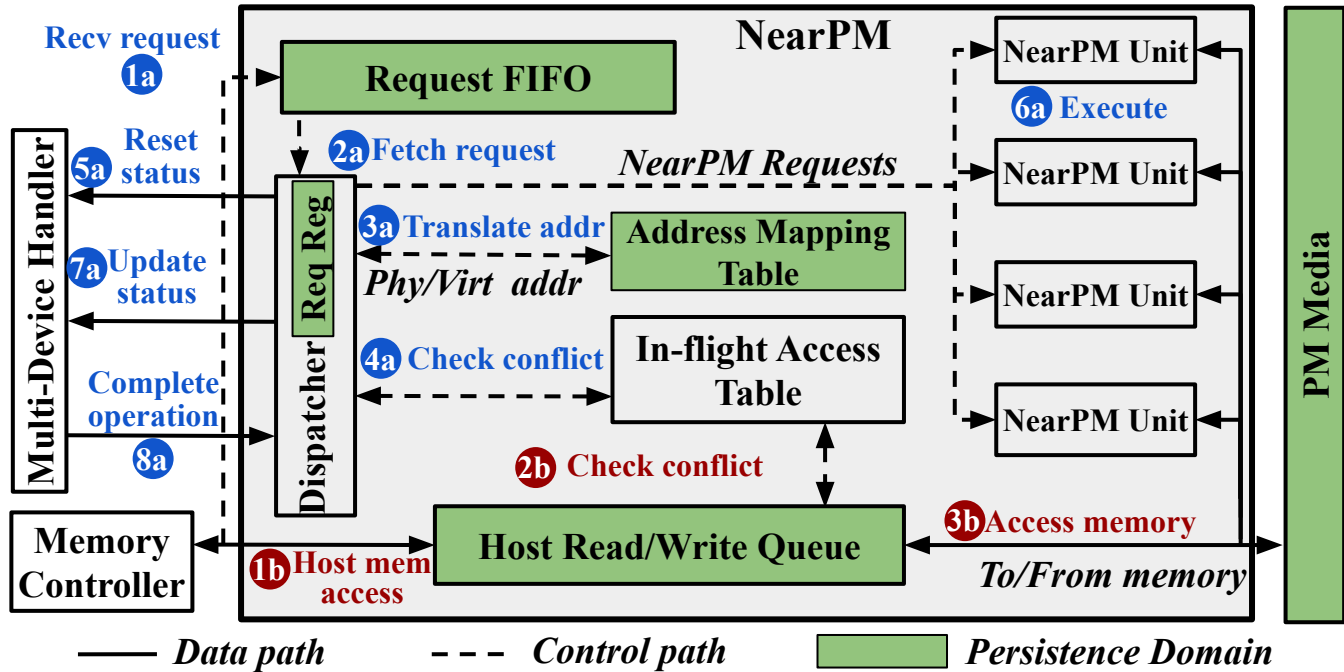 NearPM
Recv request
1a
Request FIFO
NearPM Unit
6a Execute
2a Fetch request
NearPM Requests
5a Reset
status
Multi-Device Handler
Req Reg
Dispatcher
3a Translate addr
Phy/Virt addr
Address Mapping
Table
NearPM Unit
7a Update
status
4a Check conflict
In-flight Access
Table
NearPM Unit
Complete
operation
8a
NearPM Unit
PM Media
2b Check conflict
Memory
Controller
1b Host mem
access
Host Read/Write Queue
3b Access memory
To/From memory
Data path
Control path
Persistence Domain